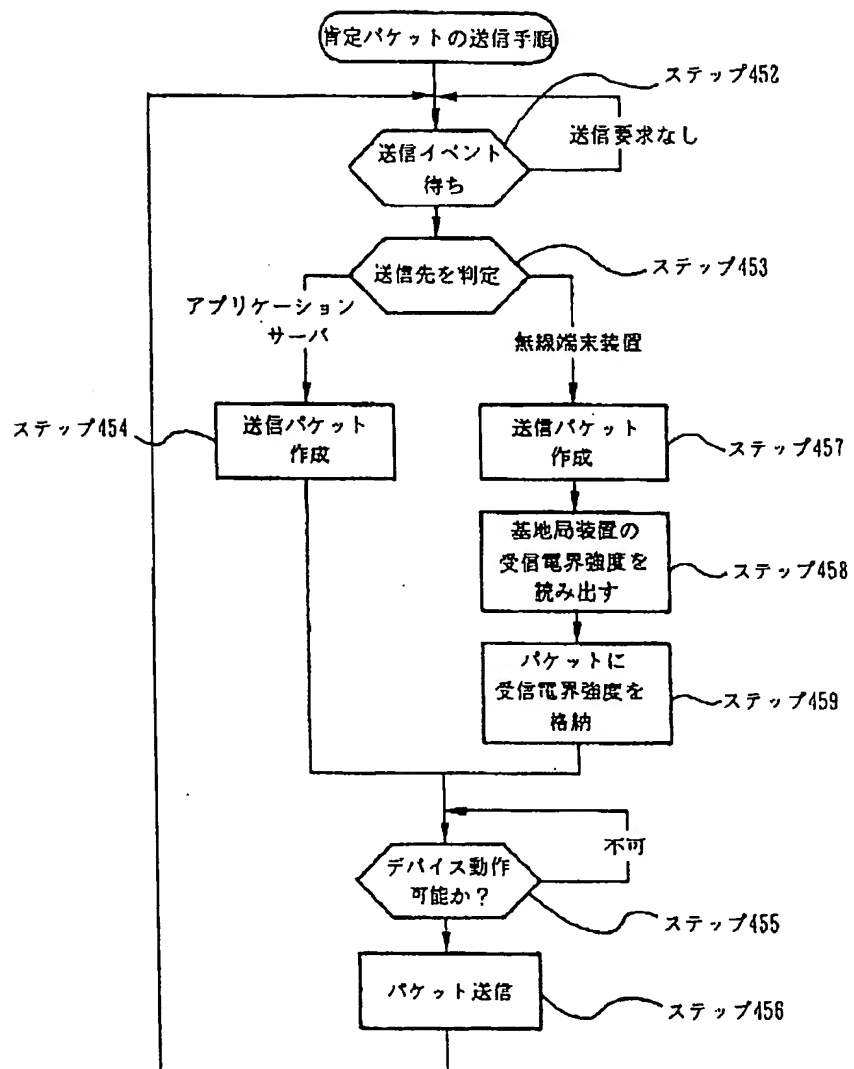 肯定パケットの送信手順
ステップ452
送信要求なし
送信イベント
待ち
ステップ453
送信先を判定
アプリケーション
サーバ
無線端末装置
ステップ454
送信パケット
作成
送信パケット
作成
ステップ457
基地局装置の
受信電界強度を
読み出す
ステップ458
パケットに
受信電界強度を
格納
ステップ459
不可
デバイス動作
可能か?
ステップ455
パケット送信
ステップ456